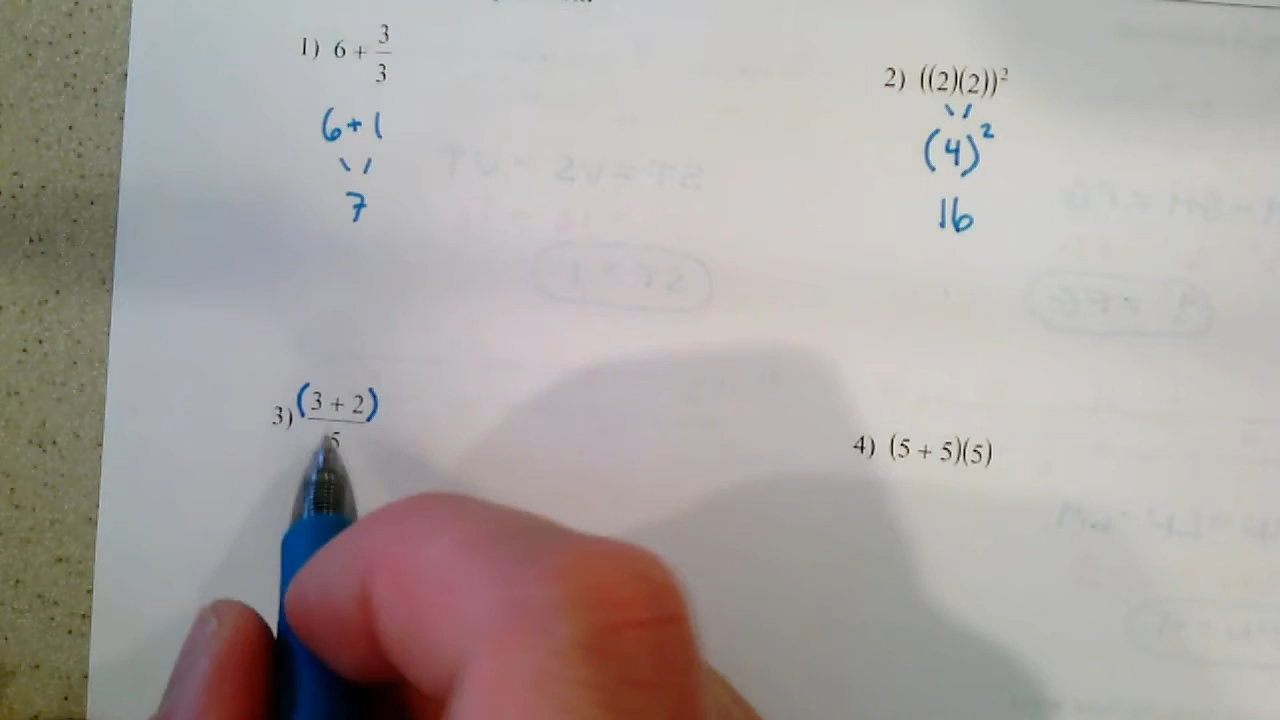 1) 6 + 3/3
6 + 1
7
2) ((2)(2))²
(4)²
16
3) (3 + 2)/5
4) (5 + 5)(5)